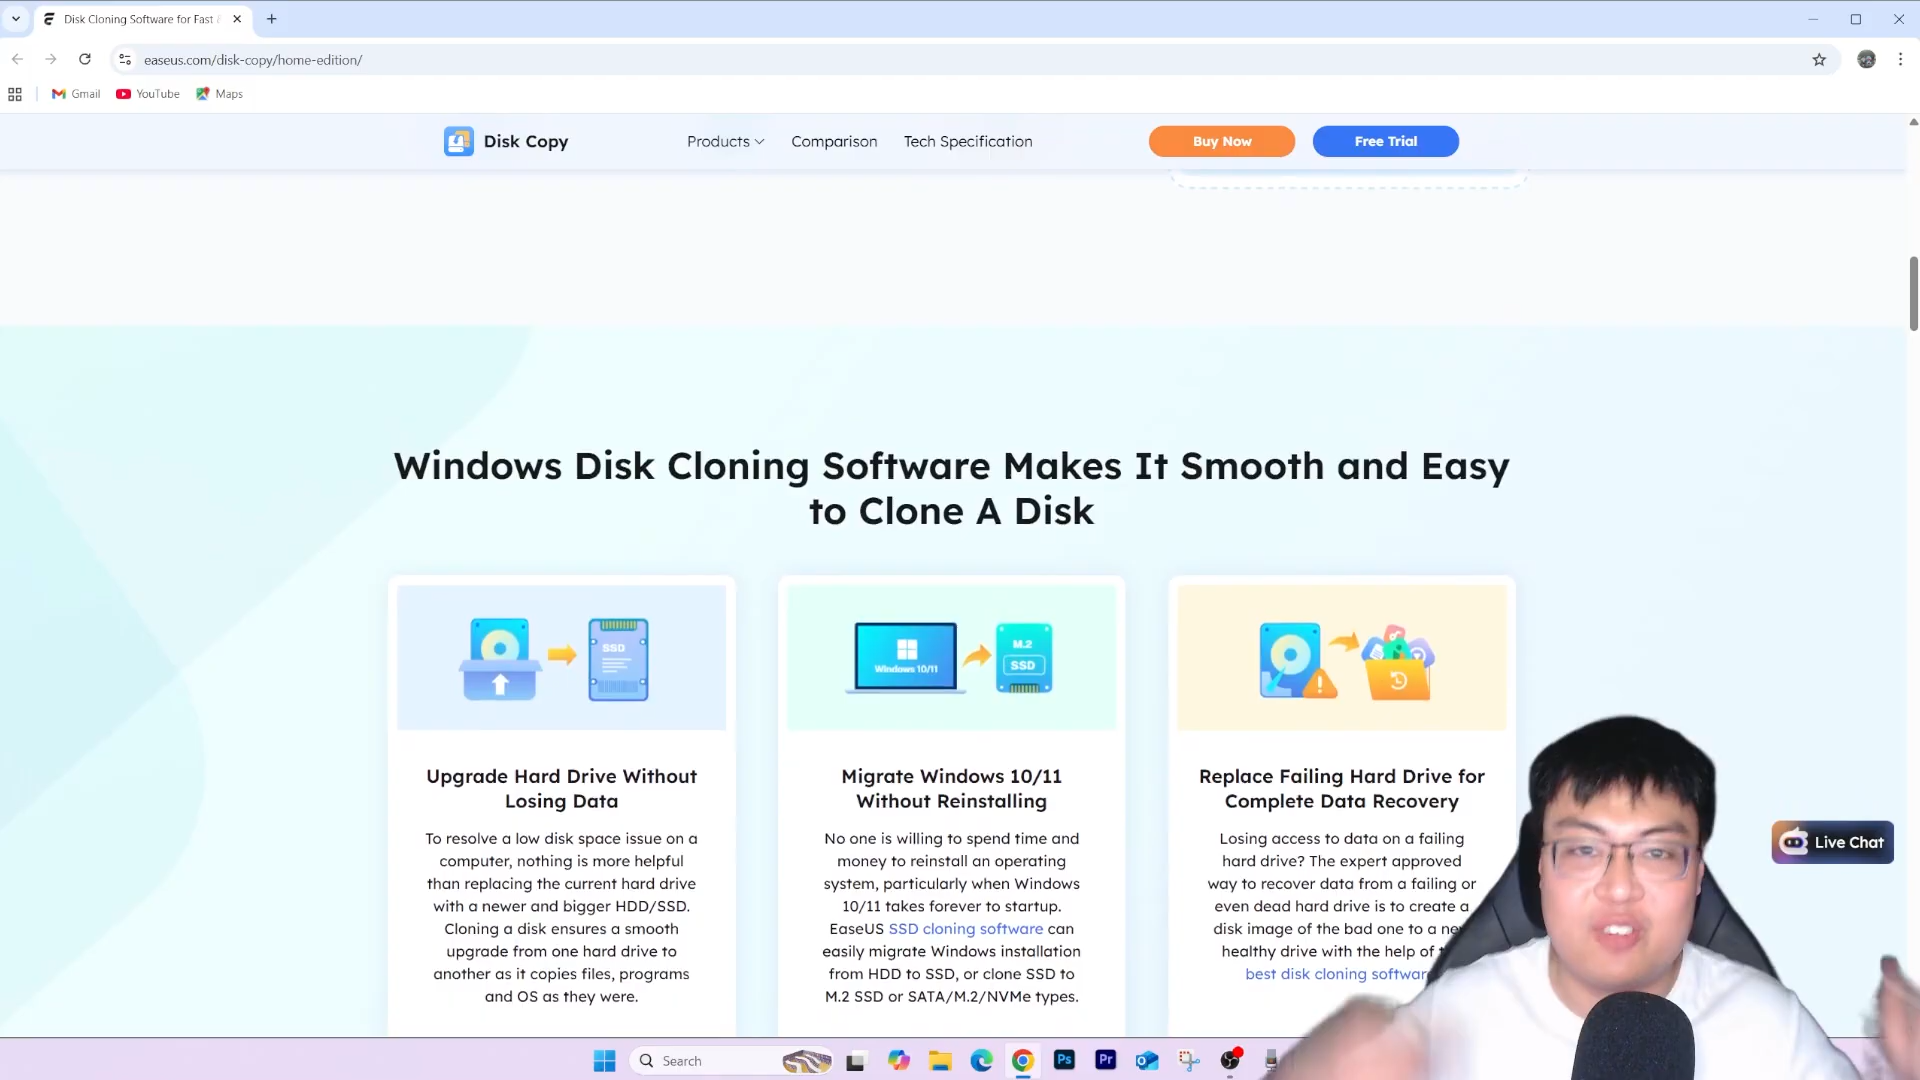 Disk Cloning Software for Fast
easeus.com/disk-copy/home-edition/
Gmail
YouTube
Maps
Disk Copy
Products
Comparison
Tech Specification
Buy Now
Free Trial
Windows Disk Cloning Software Makes It Smooth and Easy
to Clone A Disk
SSD
Windows 10/11
M.2
SSD
Upgrade Hard Drive Without
Losing Data
To resolve a low disk space issue on a
computer, nothing is more helpful
than replacing the current hard drive
with a newer and bigger HDD/SSD.
Cloning a disk ensures a smooth
upgrade from one hard drive to
another as it copies files, programs
and OS as they were.
Migrate Windows 10/11
Without Reinstalling
No one is willing to spend time and
money to reinstall an operating
system, particularly when Windows
10/11 takes forever to startup.
EaseUS SSD cloning software can
easily migrate Windows installation
from HDD to SSD, or clone SSD to
M.2 SSD or SATA/M.2/NVMe types.
Replace Failing Hard Drive for
Complete Data Recovery
Losing access to data on a failing
hard drive? The expert approved
way to recover data from a failing or
even dead hard drive is to create a
disk image of the bad one to a
healthy drive with the help of
best disk cloning software
Live Chat
Search
Ps
Pr